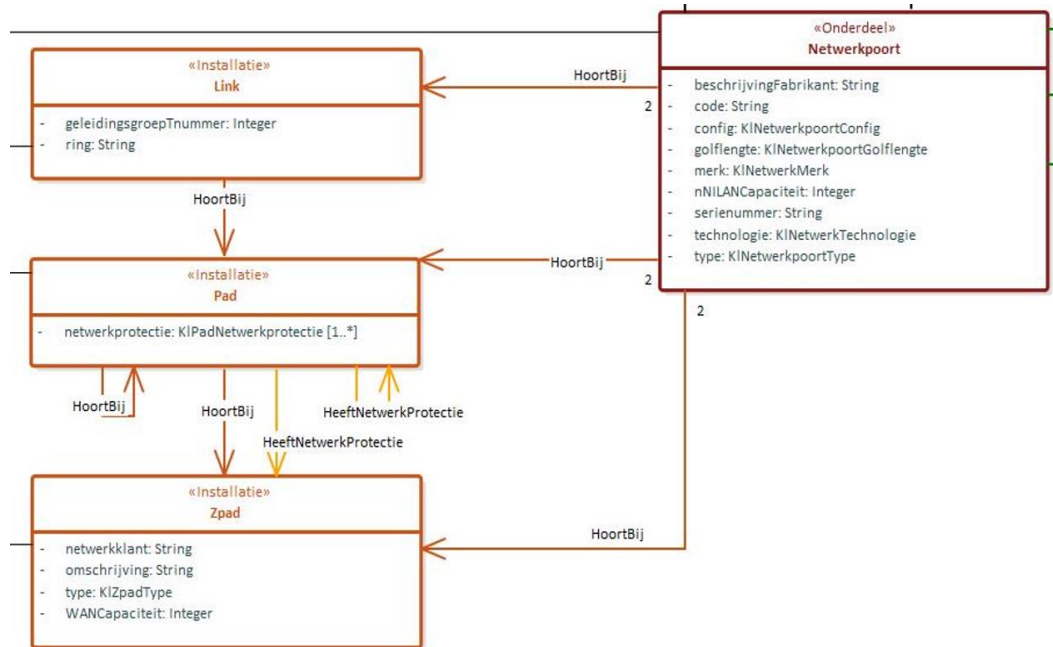 «Onderdeel»
Netwerkpoort
- beschrijvingFabrikant: String
- code: String
- config: KlNetwerkpoortConfig
- golflengte: KlNetwerkpoortGolflengte
- merk: KlNetwerkMerk
- nNILANCapaciteit: Integer
- serienummer: String
- technologie: KlNetwerkTechnologie
- type: KlNetwerkpoortType
«Installatie»
Link
- geleidingsgroepTnummer: Integer
- ring: String
HoortBij
2
HoortBij
«Installatie»
Pad
- netwerkprotectie: KlPadNetwerkprotectie [1..*]
HoortBij
2
2
HoortBij
HoortBij
HeeftNetwerkProtectie
HeeftNetwerkProtectie
«Installatie»
Zpad
- netwerkklant: String
- omschrijving: String
- type: KlZpadType
- WANCapaciteit: Integer
HoortBij